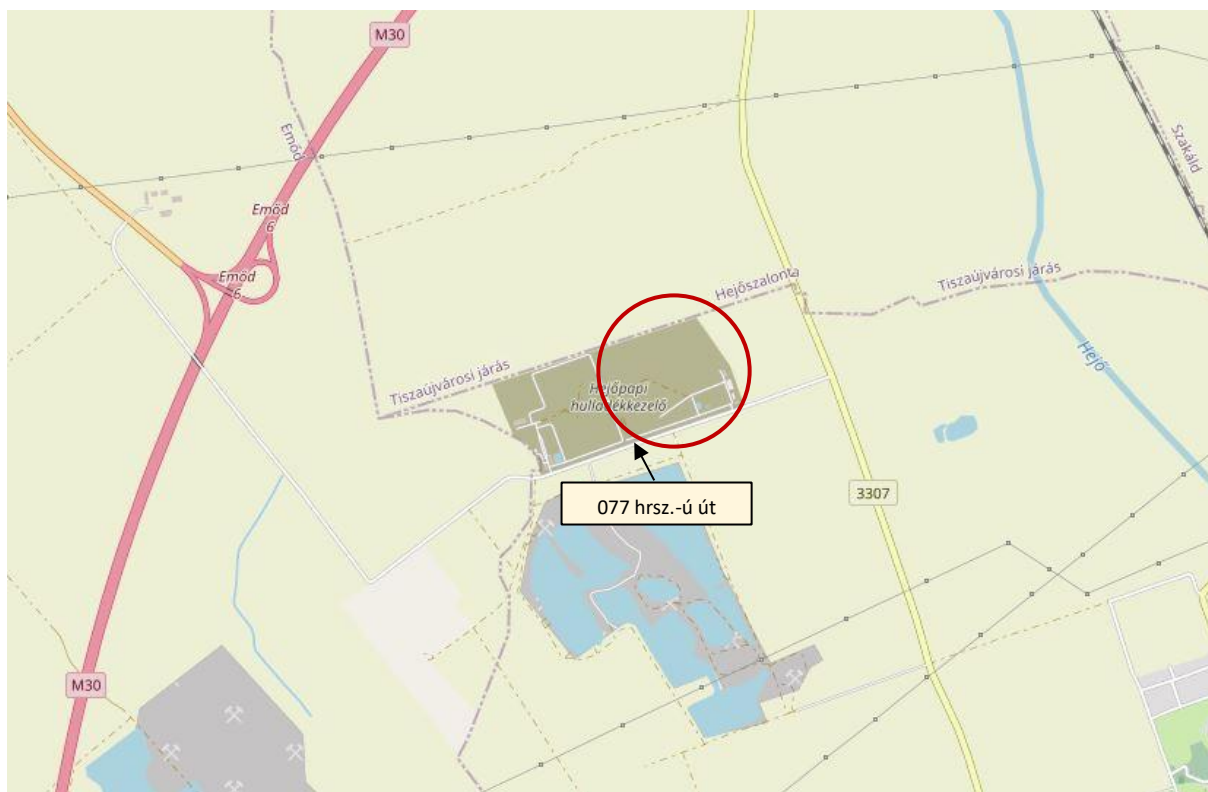 M30
Emőd
Szakáld
Emőd
6
Emőd
6
Hejőszalonta
Tiszaújvárosi járás
Tiszaújvárosi járás
Hejő
Hejőpapi
hulladékkezelő
077 hrsz.-ú út
3307
M30